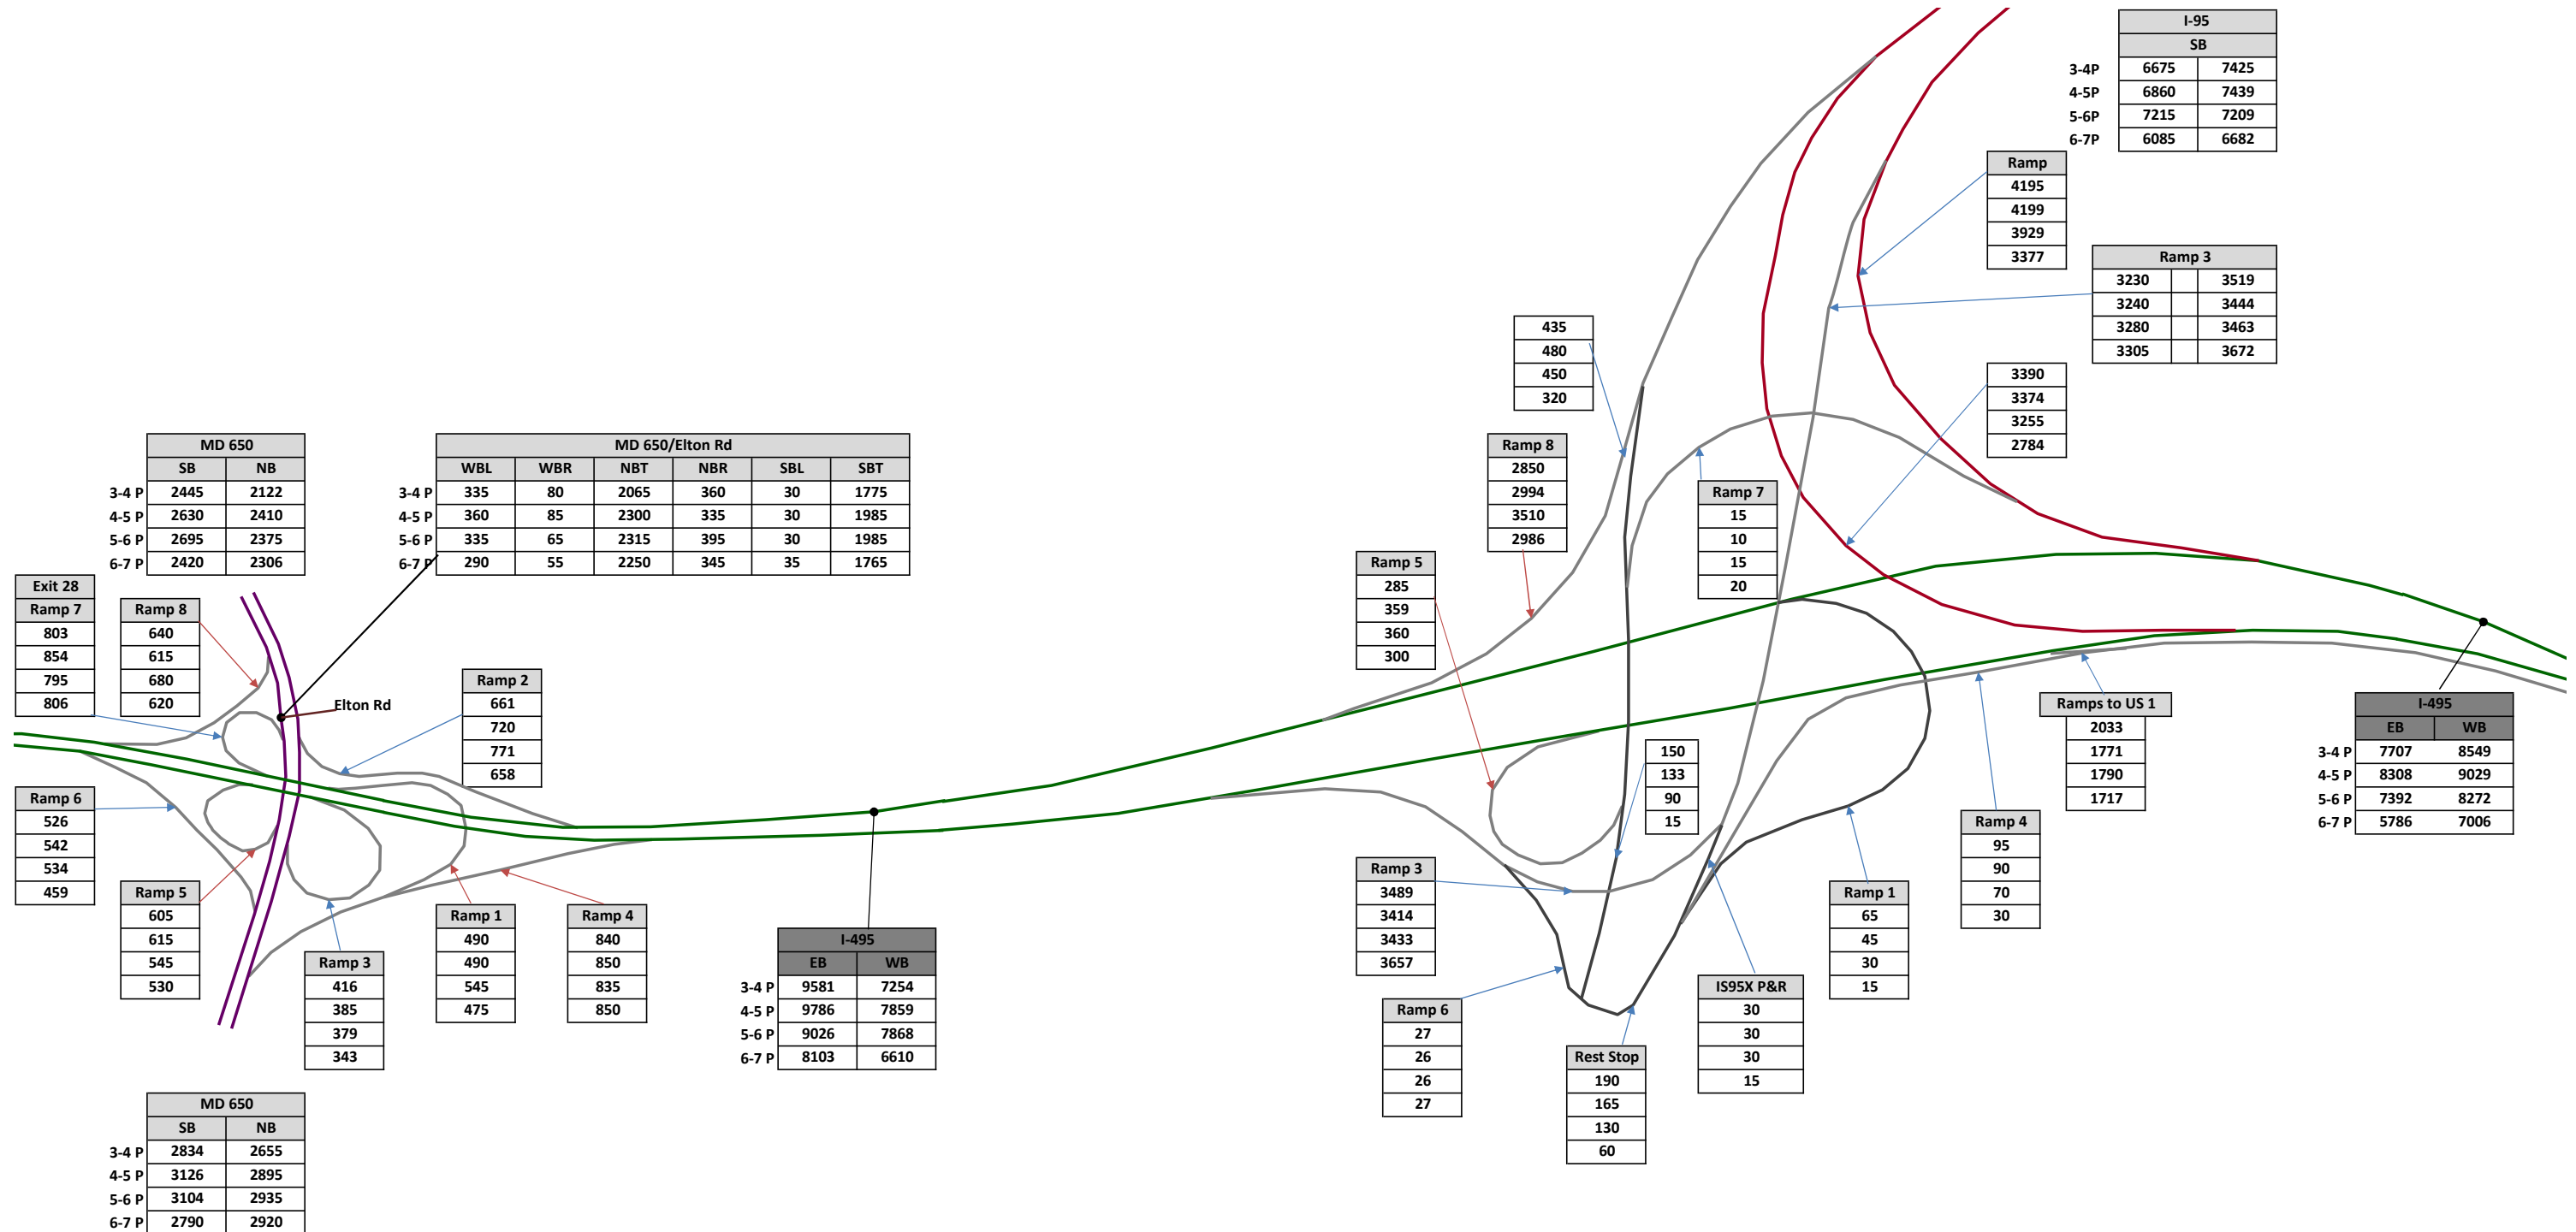 I-95
SB
3-4P 6675 7425
4-5P 6860 7439
5-6P 7215 7209
6-7P 6085 6682
Ramp
4195
4199
3929
3377
Ramp 3
3230 3519
3240 3444
3280 3463
3305 3672
435
480
450
320
3390
3374
3255
2784
MD 650
SB NB
3-4 P 2445 2122
4-5 P 2630 2410
5-6 P 2695 2375
6-7 P 2420 2306
MD 650/Elton Rd
WBL WBR NBT NBR SBL SBT
3-4 P 335 80 2065 360 30 1775
4-5 P 360 85 2300 335 30 1985
5-6 P 335 65 2315 395 30 1985
6-7 P 290 55 2250 345 35 1765
Ramp 8
2850
2994
3510
2986
Ramp 7
15
10
15
20
Ramp 5
285
359
360
300
Exit 28
Ramp 7
803
854
795
806
Ramp 8
640
615
680
620
Elton Rd
Ramp 2
661
720
771
658
Ramps to US 1
2033
1771
1790
1717
I-495
EB WB
3-4 P 7707 8549
4-5 P 8308 9029
5-6 P 7392 8272
6-7 P 5786 7006
150
133
90
15
Ramp 6
526
542
534
459
Ramp 4
95
90
70
30
Ramp 3
3489
3414
3433
3657
Ramp 5
605
615
545
530
Ramp 1
65
45
30
15
Ramp 1
490
490
545
475
Ramp 4
840
850
835
850
I-495
EB WB
3-4 P 9581 7254
4-5 P 9786 7859
5-6 P 9026 7868
6-7 P 8103 6610
Ramp 3
416
385
379
343
IS95X P&R
30
30
30
15
Ramp 6
27
26
26
27
Rest Stop
190
165
130
60
MD 650
SB NB
3-4 P 2834 2655
4-5 P 3126 2895
5-6 P 3104 2935
6-7 P 2790 2920